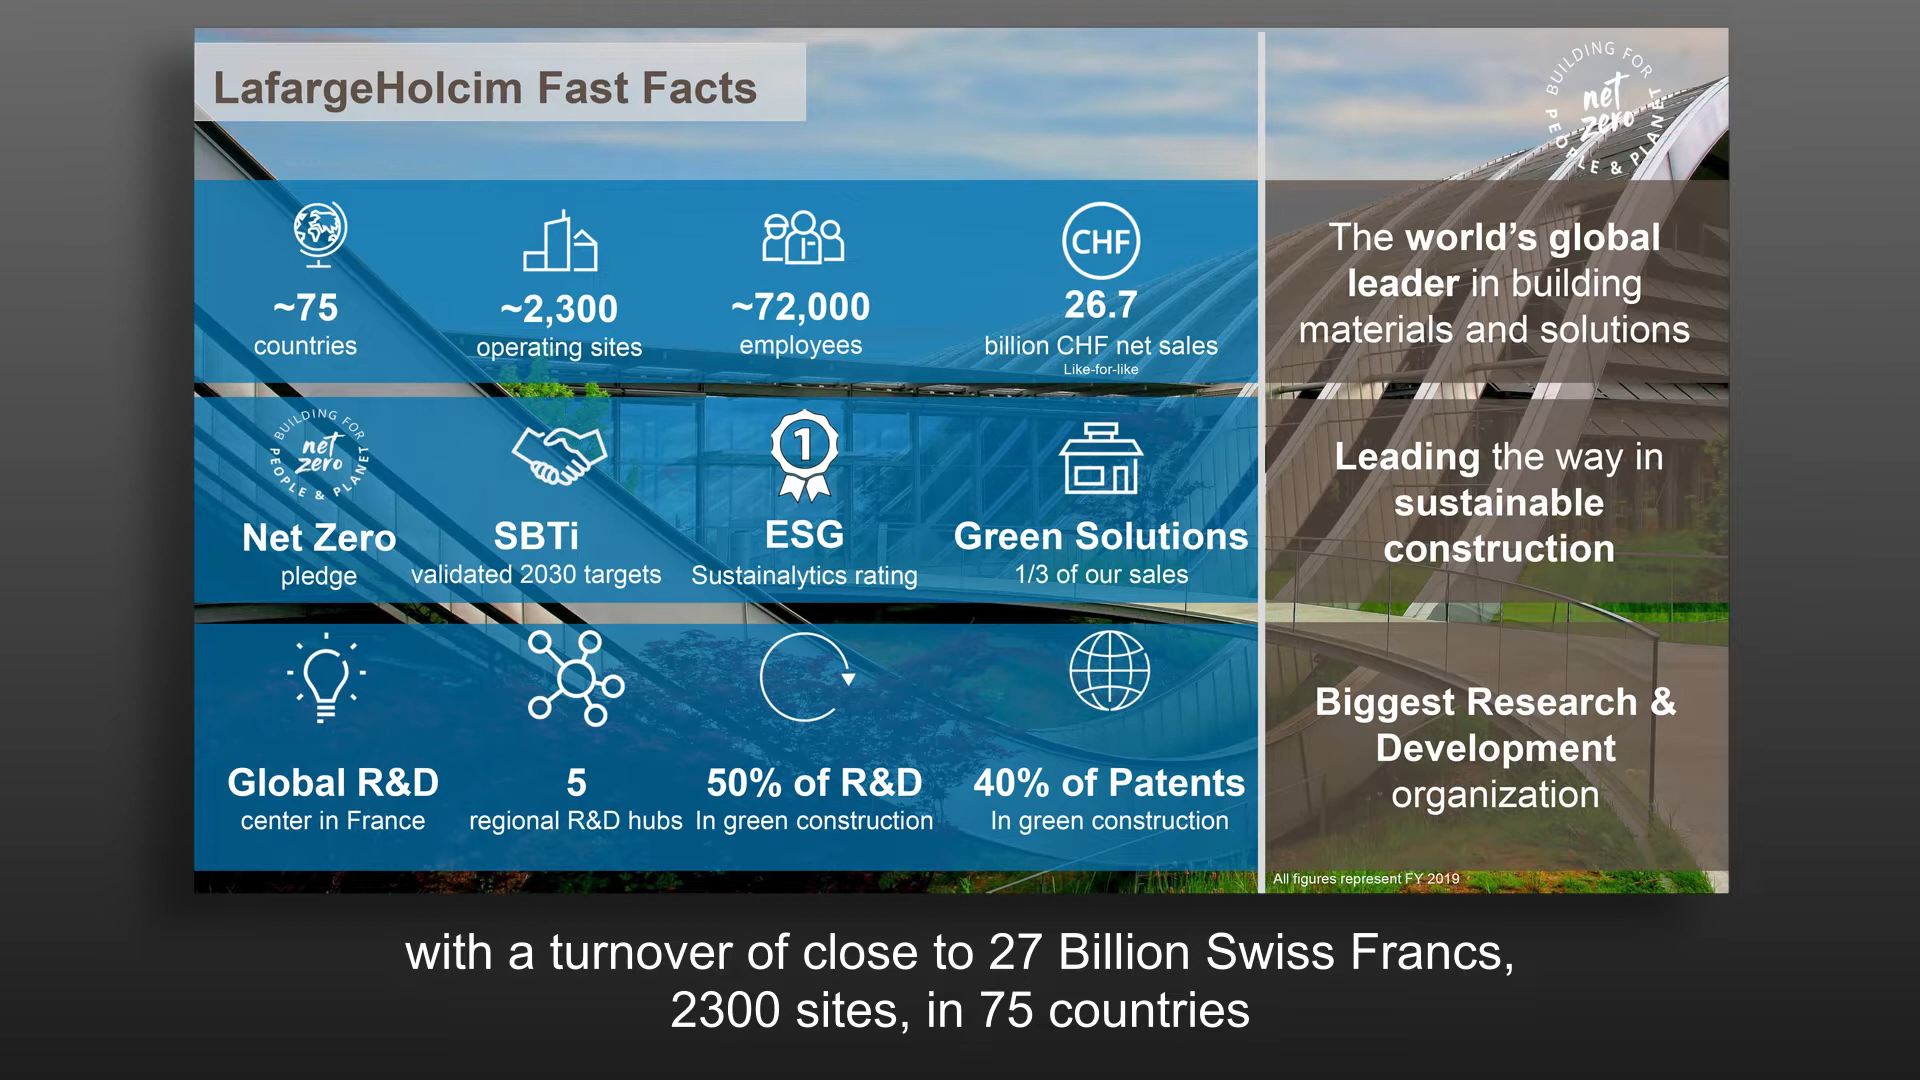 LafargeHolcim Fast Facts
BUILDING FOR
net
zero
PEOPLE & PLANET
~75
countries
~2,300
operating sites
~72,000
employees
CHF
26.7
billion CHF net sales
Like-for-like
The world's global
leader in building
materials and solutions
BUILDING FOR
net
zero
PEOPLE & PLANET
Net Zero
pledge
SBTi
validated 2030 targets
1
ESG
Sustainalytics rating
Green Solutions
1/3 of our sales
Leading the way in
sustainable
construction
Global R&D
center in France
5
regional R&D hubs
50% of R&D
In green construction
40% of Patents
In green construction
Biggest Research &
Development
organization
All figures represent FY 2019
with a turnover of close to 27 Billion Swiss Francs,
2300 sites, in 75 countries